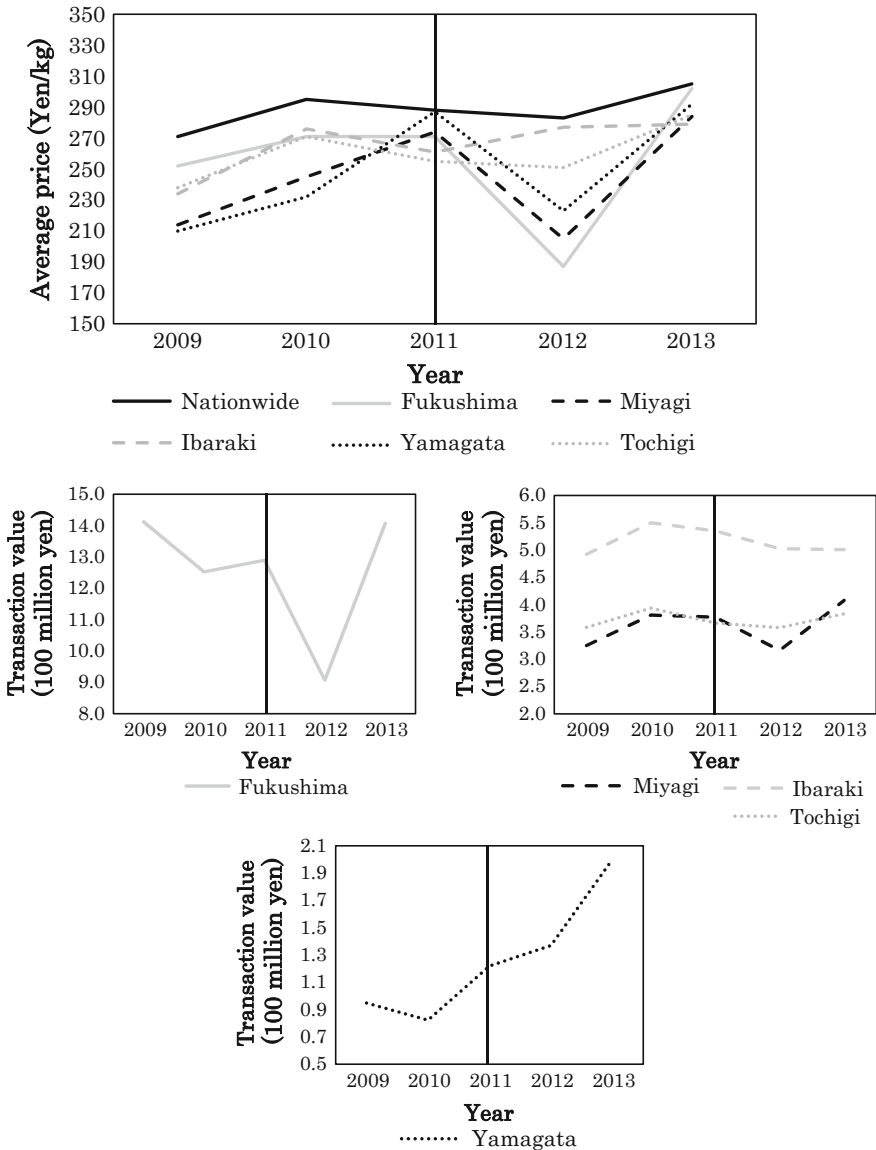 Average price (Yen/kg)
350
330
310
290
270
250
230
210
190
170
150
2009 2010 2011 2012 2013
Year
Nationwide Fukushima Miyagi
Ibaraki Yamagata Tochigi
Transaction value
(100 million yen)
15.0
14.0
13.0
12.0
11.0
10.0
9.0
8.0
2009 2010 2011 2012 2013
Year
Fukushima
Transaction value
(100 million yen)
6.0
5.5
5.0
4.5
4.0
3.5
3.0
2.5
2.0
2009 2010 2011 2012 2013
Year
Miyagi Ibaraki
Tochigi
Transaction value
(100 million yen)
2.1
1.9
1.7
1.5
1.3
1.1
0.9
0.7
0.5
2009 2010 2011 2012 2013
Year
Yamagata